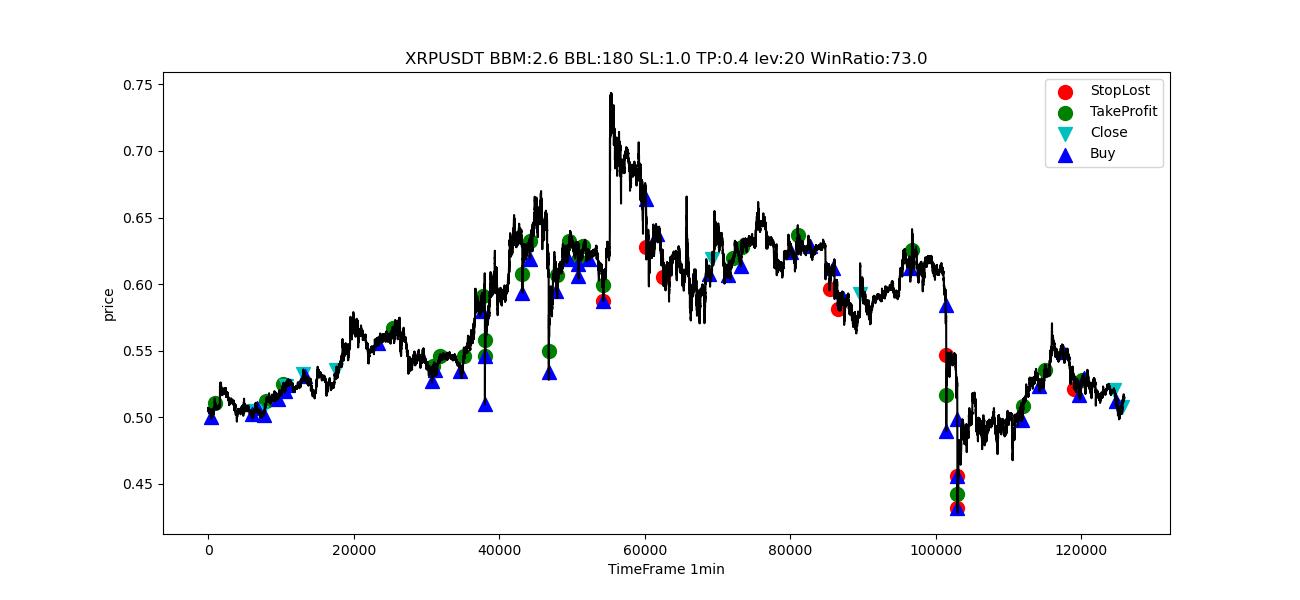 XRPUSDT BBM:2.6 BBL:180 SL:1.0 TP:0.4 lev:20 WinRatio:73.0
StopLost
TakeProfit
Close
Buy
price
0.75
0.70
0.65
0.60
0.55
0.50
0.45
0
20000
40000
60000
80000
100000
120000
TimeFrame 1min